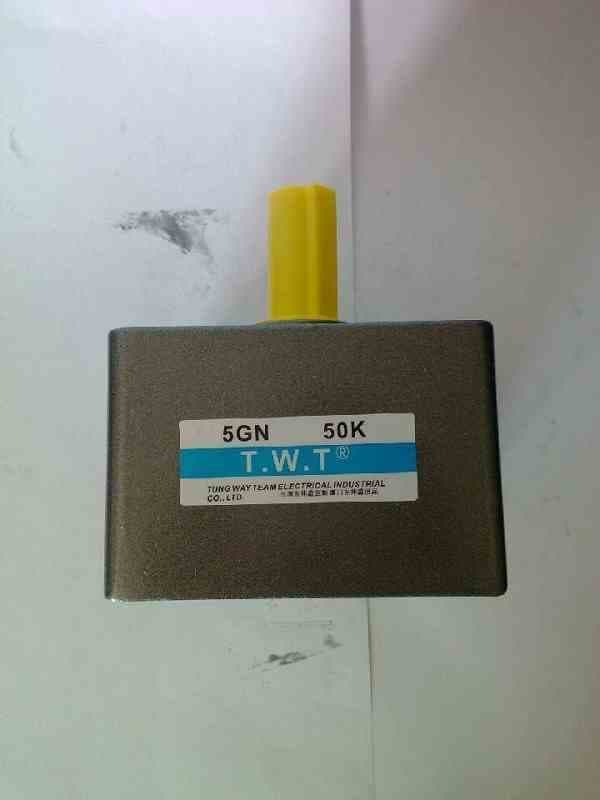 5GN 50K
T.W.T®
TUNG WAY TEAM ELECTRICAL INDUSTRIAL
CO., LTD.